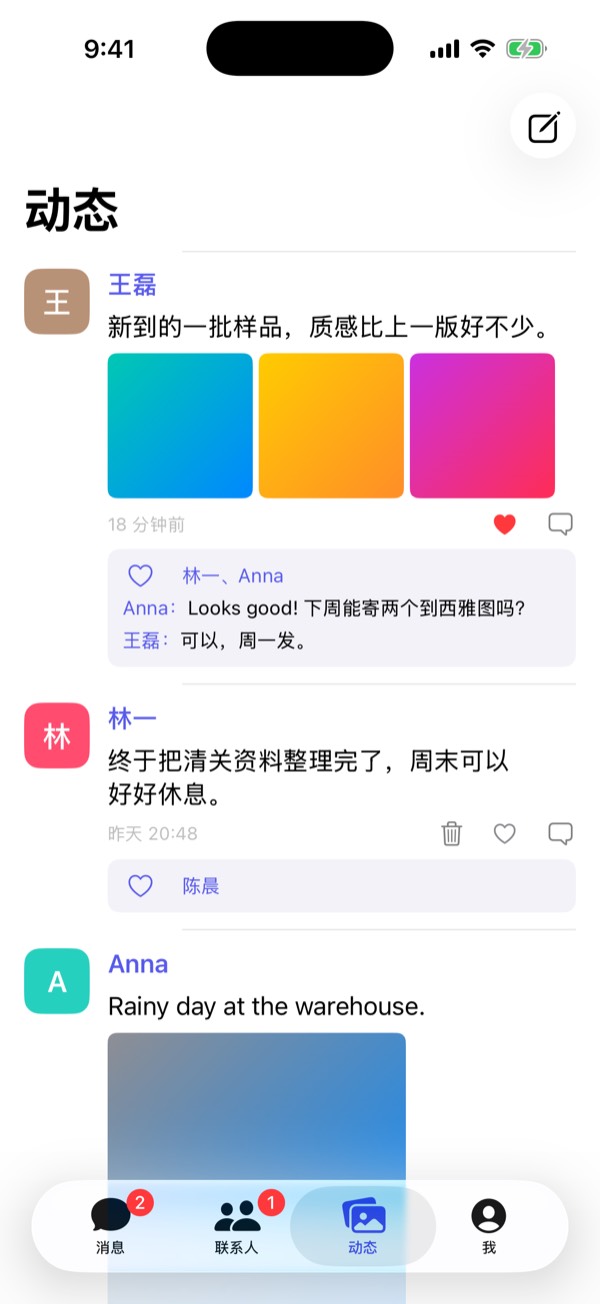 9:41
动态
王
王磊
新到的一批样品，质感比上一版好不少。
18 分钟前
林一、Anna
Anna： Looks good! 下周能寄两个到西雅图吗?
王磊： 可以，周一发。
林
林一
终于把清关资料整理完了，周末可以
好好休息。
昨天 20:48
陈晨
A
Anna
Rainy day at the warehouse.
2
1
消息
联系人
动态
我